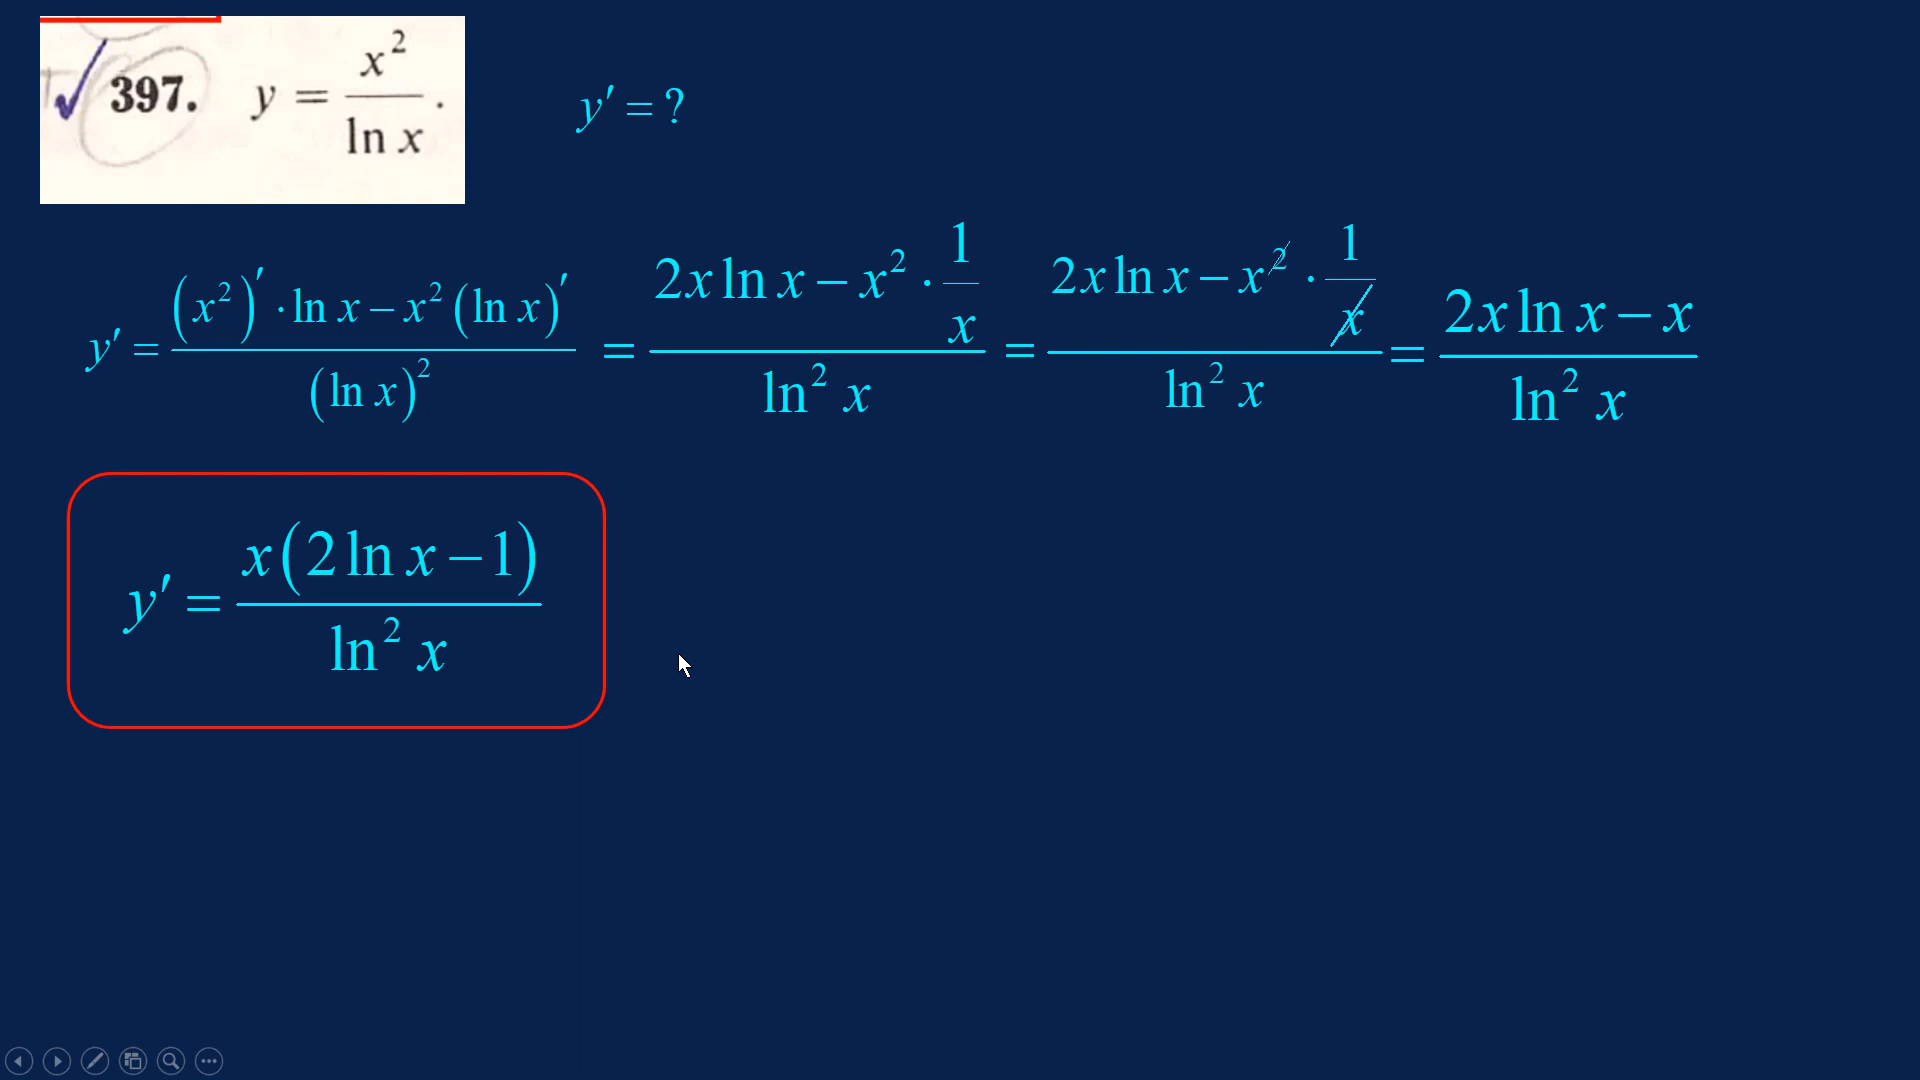 397. y = x² / ln x .
y′ = ?
y′ = ((x²)′ · ln x − x² (ln x)′) / (ln x)² = (2x ln x − x² · 1/x) / ln² x = (2x ln x − x² · 1/x) / ln² x = (2x ln x − x) / ln² x
y′ = x(2 ln x − 1) / ln² x